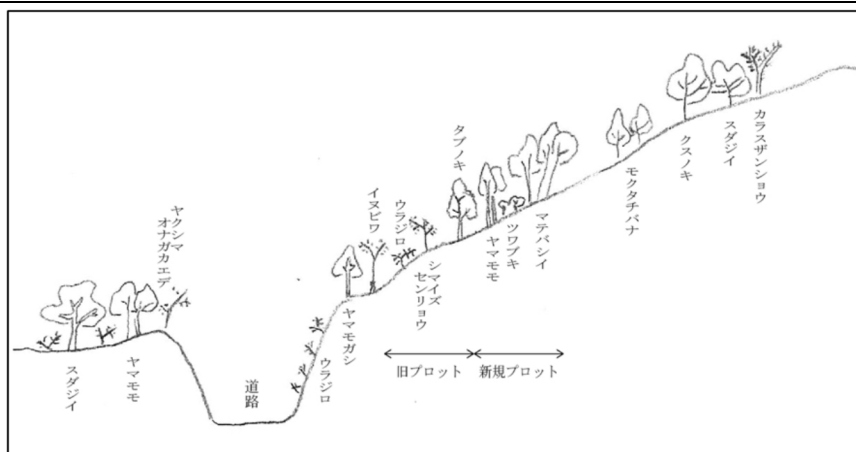 スダジイ
ヤマモモ
ヤクシマ
オナガカエデ
道路
ウラジロ
ヤマモガシ
イヌビワ
ウラジロ
シマイズ
センリョウ
タブノキ
ヤマモモ
ツワブキ
マテバシイ
モクタチバナ
クスノキ
スダジイ
カラスザンショウ
旧プロット
新規プロット